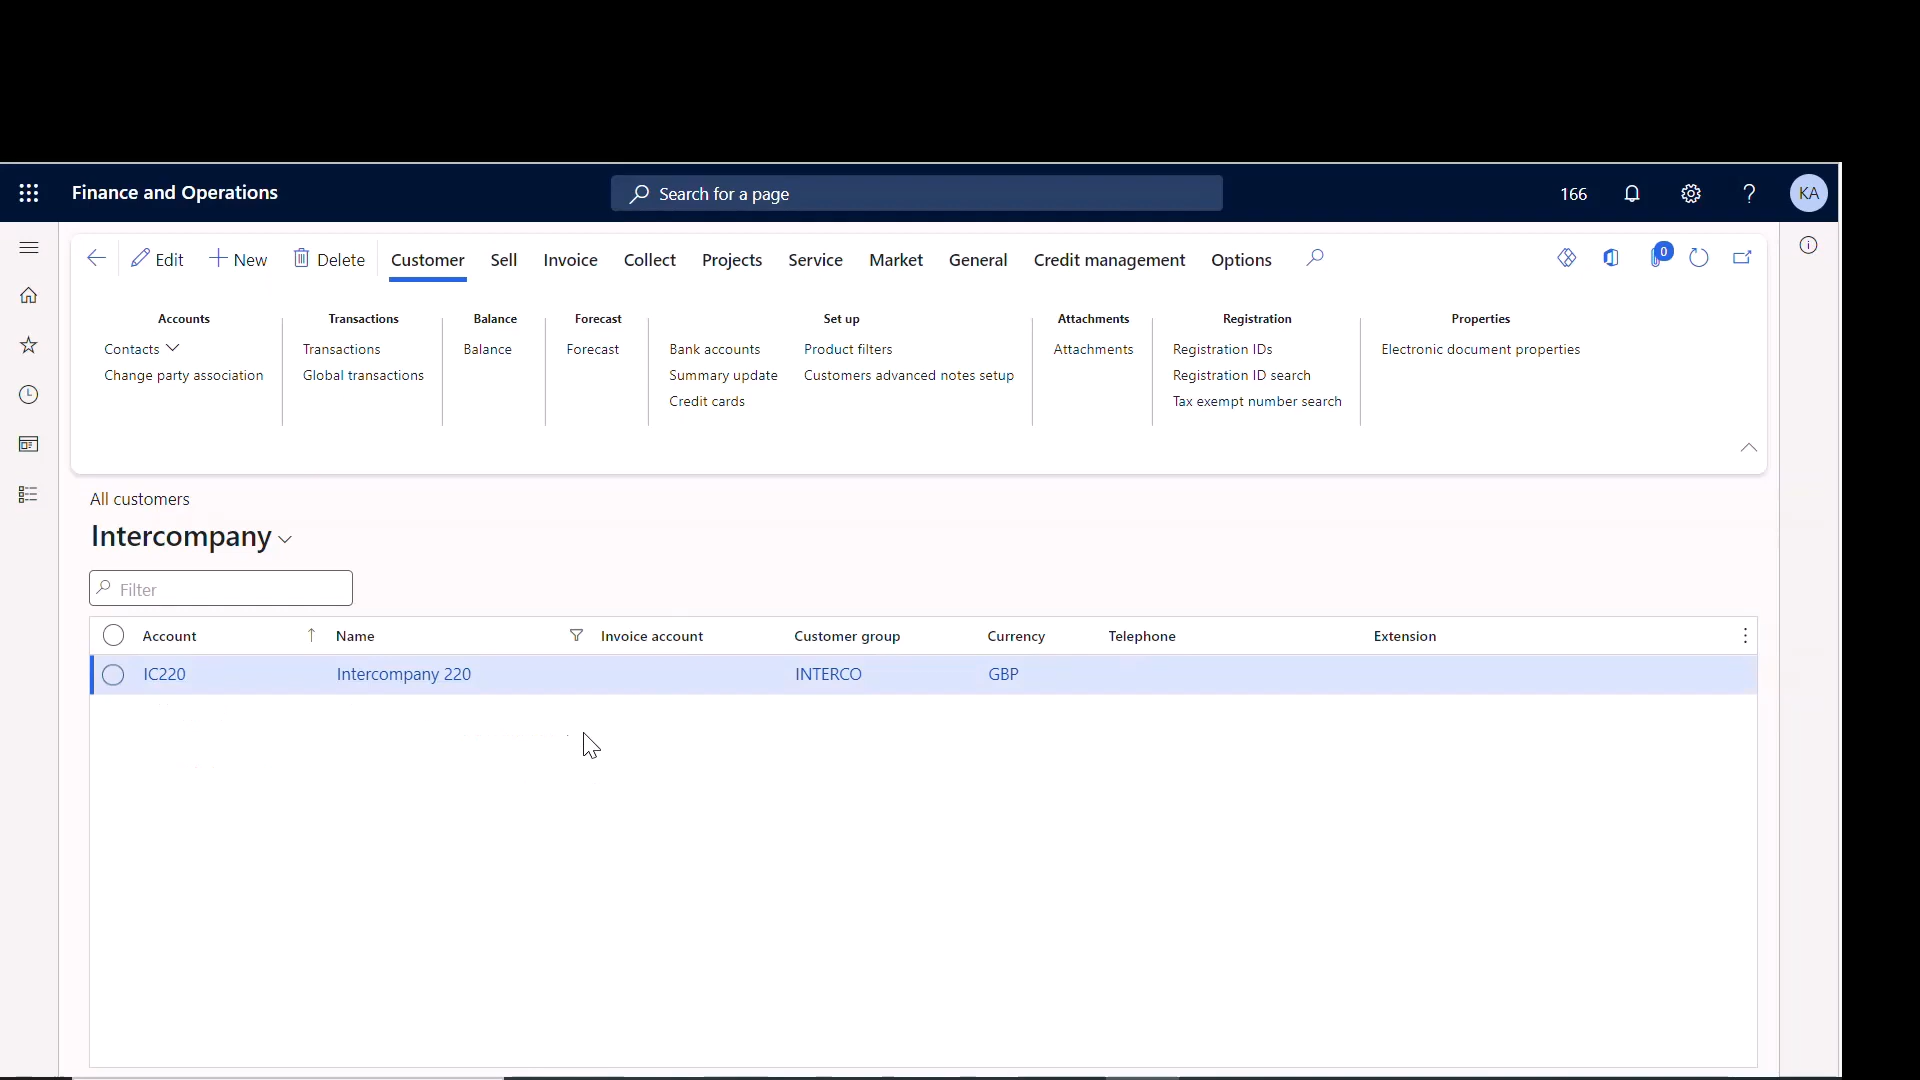 Finance and Operations
Search for a page
166
?
KA
Edit
New
Delete
Customer
Sell
Invoice
Collect
Projects
Service
Market
General
Credit management
Options
0
Accounts
Contacts
Change party association
Transactions
Transactions
Global transactions
Balance
Balance
Forecast
Forecast
Set up
Bank accounts
Product filters
Summary update
Customers advanced notes setup
Credit cards
Attachments
Attachments
Registration
Registration IDs
Registration ID search
Tax exempt number search
Properties
Electronic document properties
All customers
Intercompany
Filter
Account Name Invoice account Customer group Currency Telephone Extension
IC220 Intercompany 220 INTERCO GBP